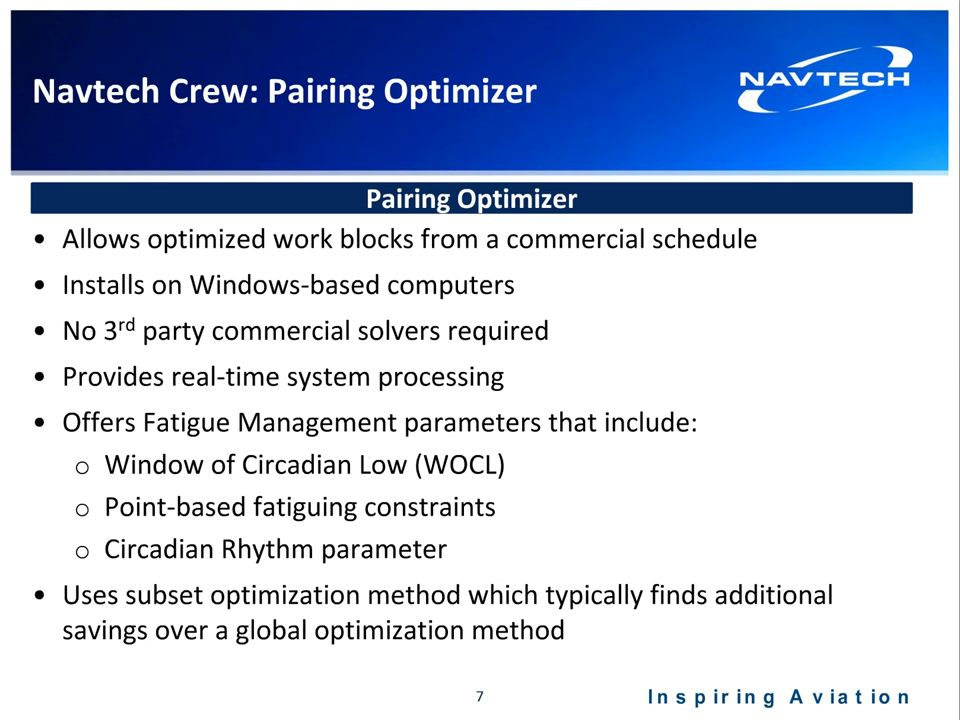 Navtech Crew: Pairing Optimizer
NAVTECH
Pairing Optimizer
• Allows optimized work blocks from a commercial schedule
• Installs on Windows-based computers
• No 3rd party commercial solvers required
• Provides real-time system processing
• Offers Fatigue Management parameters that include:
o Window of Circadian Low (WOCL)
o Point-based fatiguing constraints
o Circadian Rhythm parameter
• Uses subset optimization method which typically finds additional
savings over a global optimization method
7
Inspiring Aviation